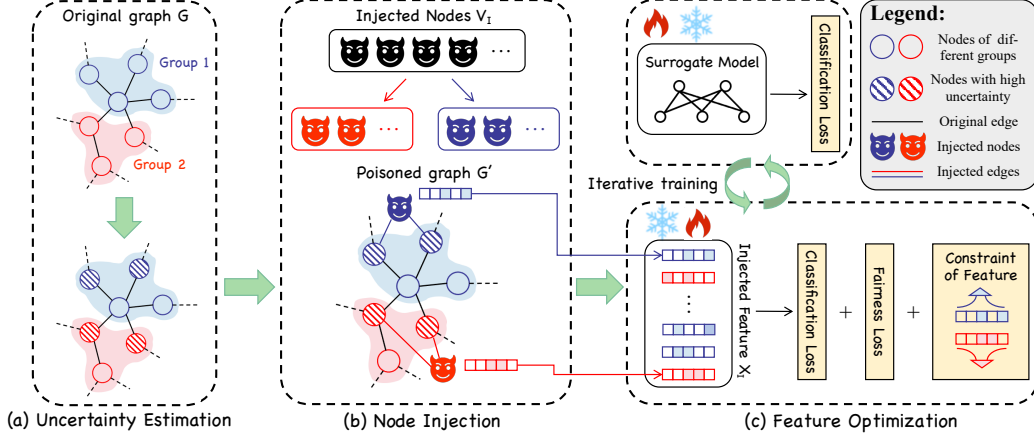 Original graph G
Group 1
Group 2
(a) Uncertainty Estimation
Injected Nodes V_I
...
...
...
Poisoned graph G'
(b) Node Injection
Surrogate Model
Classification Loss
Iterative training
...
Injected Feature X_I
Classification Loss
+
Fairness Loss
+
Constraint
of Feature
(c) Feature Optimization
Legend:
Nodes of dif-
ferent groups
Nodes with high
uncertainty
Original edge
Injected nodes
Injected edges